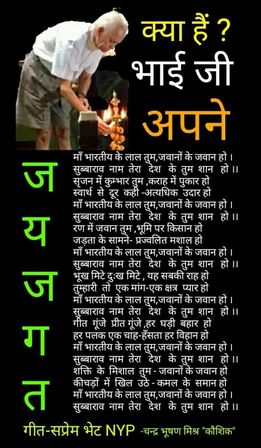 क्या हैं ?
भाई जी
अपने
ज
य
ज
ग
त
माँ भारतीय के लाल तुम,जवानों के जवान हो ।
सुब्बाराव नाम तेरा देश के तुम शान हो ।।
सृजन में कुम्भार तुम ,कराह में पुकार हो
स्वार्थ से दूर कही -अत्यधिक उदार हो
माँ भारतीय के लाल तुम,जवानों के जवान हो ।
सुब्बाराव नाम तेरा देश के तुम शान हो ।।
रण में जवान तुम ,भूमि पर किसान हो
जड़ता के सामने- प्रज्वलित मशाल हो
माँ भारतीय के लाल तुम,जवानों के जवान हो ।
सुब्बाराव नाम तेरा देश के तुम शान हो ।।
भूख मिटे दुःख मिटे , यह सबकी राह हो
तुम्हारी तो एक मांग-एक क्षत्र प्यार हो
माँ भारतीय के लाल तुम,जवानों के जवान हो ।
सुब्बाराव नाम तेरा देश के तुम शान हो ।।
गीत गूंजे प्रीत गूंजे ,हर घड़ी बहार हो
हर पलक एक चाह-हँसता हर विहान हो
माँ भारतीय के लाल तुम,जवानों के जवान हो ।
सुब्बाराव नाम तेरा देश के तुम शान हो ।।
शक्ति के मिशाल तुम - जवानों के जवान हो
कीचड़ों में खिल उठे - कमल के समान हो
माँ भारतीय के लाल तुम,जवानों के जवान हो ।
सुब्बाराव नाम तेरा देश के तुम शान हो ।।
गीत-सप्रेम भेट NYP -चन्द्र भूषण मिश्र "कौशिक"